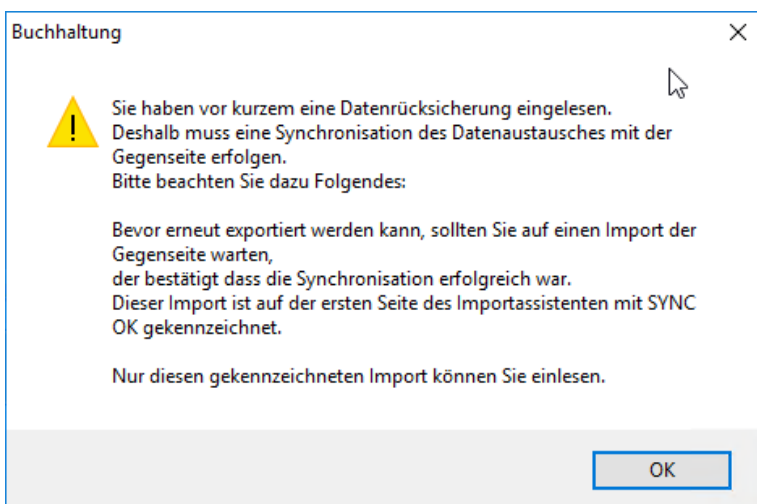 Buchhaltung
Sie haben vor kurzem eine Datenrücksicherung eingelesen.
Deshalb muss eine Synchronisation des Datenaustausches mit der
Gegenseite erfolgen.
Bitte beachten Sie dazu Folgendes:
Bevor erneut exportiert werden kann, sollten Sie auf einen Import der
Gegenseite warten,
der bestätigt dass die Synchronisation erfolgreich war.
Dieser Import ist auf der ersten Seite des Importassistenten mit SYNC
OK gekennzeichnet.
Nur diesen gekennzeichneten Import können Sie einlesen.
OK